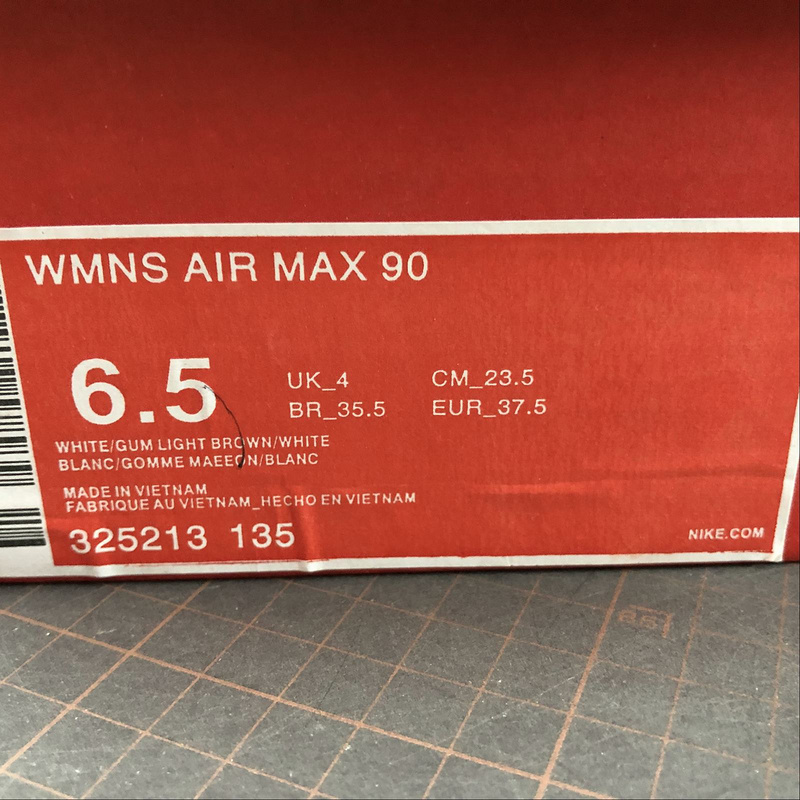 WMNS AIR MAX 90
6.5 UK_4 CM_23.5
BR_35.5 EUR_37.5
WHITE/GUM LIGHT BROWN/WHITE
BLANC/GOMME MAEEON/BLANC
MADE IN VIETNAM
FABRIQUE AU VIETNAM_HECHO EN VIETNAM
325213 135
NIKE.COM